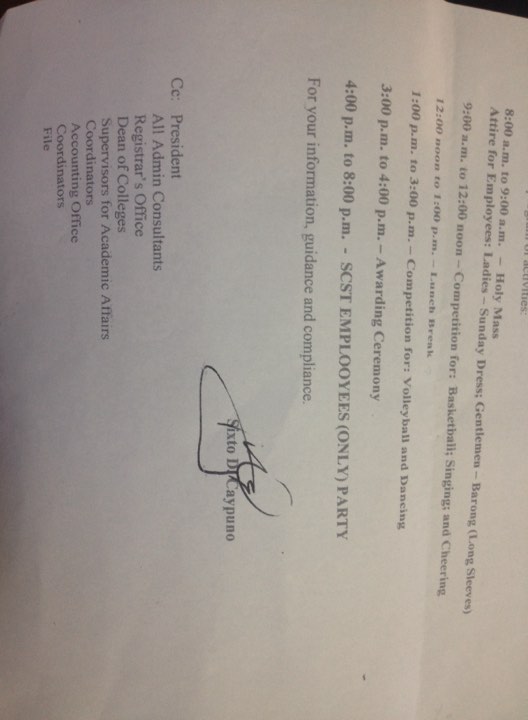 of activities:
8:00 a.m. to 9:00 a.m. – Holy Mass
Attire for Employees: Ladies – Sunday Dress; Gentlemen – Barong (Long Sleeves)
9:00 a.m. to 12:00 noon – Competition for: Basketball; Singing; and Cheering
12:00 noon to 1:00 p.m. – Lunch Break
1:00 p.m. to 3:00 p.m. – Competition for: Volleyball and Dancing
3:00 p.m. to 4:00 p.m. – Awarding Ceremony
4:00 p.m. to 8:00 p.m. - SCST EMPLOOYEES (ONLY) PARTY
For your information, guidance and compliance.
Sixto D. Caypuno
Cc: President
All Admin Consultants
Registrar's Office
Dean of Colleges
Supervisors for Academic Affairs
Coordinators
Accounting Office
Coordinators
File